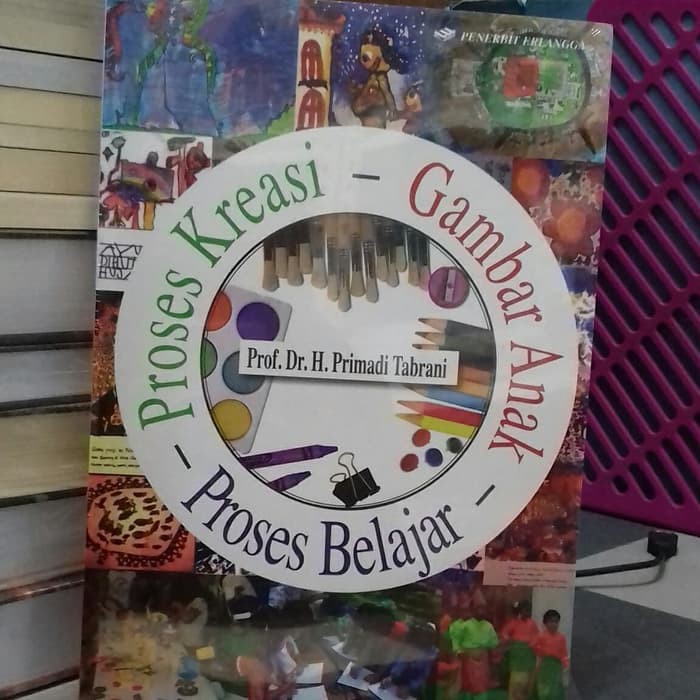 PENERBIT ERLANGGA
Proses Kreasi – Gambar Anak – Proses Belajar –
Prof. Dr. H. Primadi Tabrani